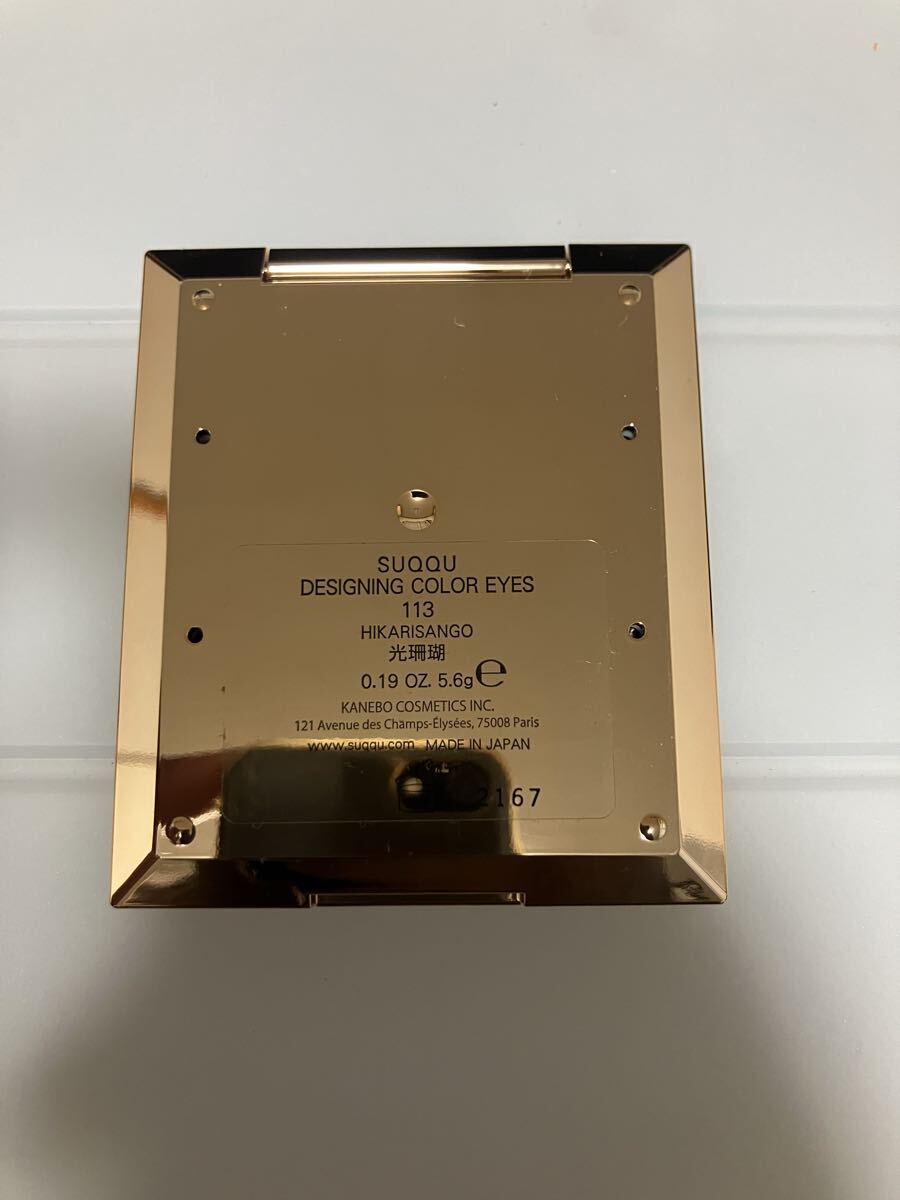 SUQQU
DESIGNING COLOR EYES
113
HIKARISANGO
光珊瑚
0.19 OZ. 5.6g ℮
KANEBO COSMETICS INC.
121 Avenue des Champs-Élysées, 75008 Paris
www.suqqu.com MADE IN JAPAN
2167